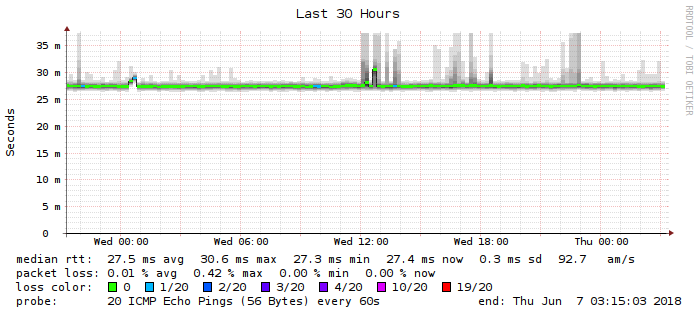 Last 30 Hours
RRDTOOL / TOBI OETIKER
Seconds
35 m
30 m
25 m
20 m
15 m
10 m
5 m
0
Wed 00:00 Wed 06:00 Wed 12:00 Wed 18:00 Thu 00:00
median rtt: 27.5 ms avg 30.6 ms max 27.3 ms min 27.4 ms now 0.3 ms sd 92.7 am/s
packet loss: 0.01 % avg 0.42 % max 0.00 % min 0.00 % now
loss color: 0 1/20 2/20 3/20 4/20 10/20 19/20
probe: 20 ICMP Echo Pings (56 Bytes) every 60s end: Thu Jun 7 03:15:03 2018